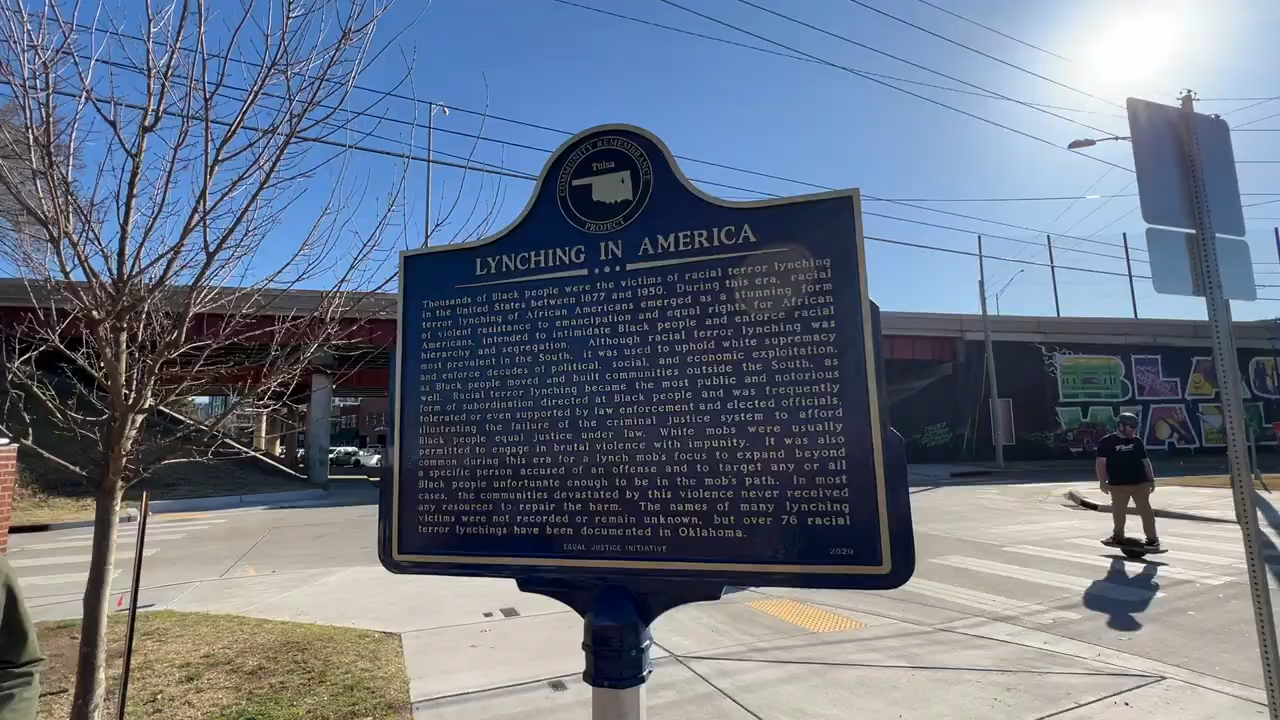 COMMUNITY REMEMBRANCE
Tulsa
PROJECT
LYNCHING IN AMERICA
Thousands of Black people were the victims of racial terror lynching
in the United States between 1877 and 1950. During this era, racial
terror lynching of African Americans emerged as a stunning form
of violent resistance to emancipation and equal rights for African
Americans, intended to intimidate Black people and enforce racial
hierarchy and segregation. Although racial terror lynching was
most prevalent in the South, it was used to uphold white supremacy
and enforce decades of political, social, and economic exploitation,
as Black people moved and built communities outside the South, as
well. Racial terror lynching became the most public and notorious
form of subordination directed at Black people and was frequently
tolerated or even supported by law enforcement and elected officials,
illustrating the failure of the criminal justice system to afford
Black people equal justice under law. White mobs were usually
permitted to engage in brutal violence with impunity. It was also
common during this era for a lynch mob's focus to expand beyond
a specific person accused of an offense and to target any or all
Black people unfortunate enough to be in the mob's path. In most
cases, the communities devastated by this violence never received
any resources to repair the harm. The names of many lynching
victims were not recorded or remain unknown, but over 76 racial
terror lynchings have been documented in Oklahoma.
EQUAL JUSTICE INITIATIVE 2020
BLAC
WA